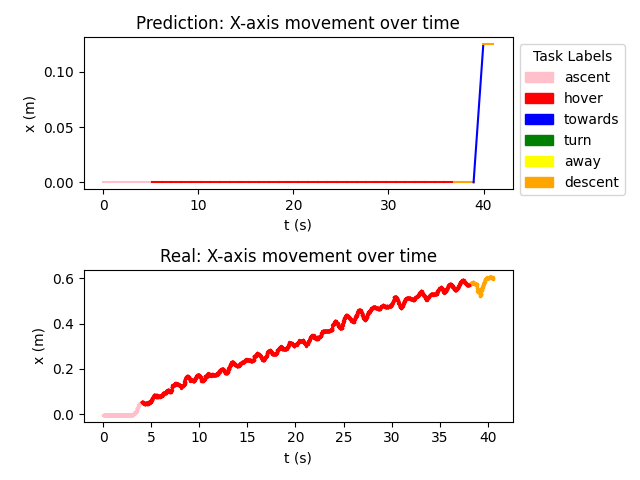 Prediction: X-axis movement over time
x (m)
0.10
0.05
0.00
0
10
20
30
40
t (s)
Task Labels
ascent
hover
towards
turn
away
descent
Real: X-axis movement over time
x (m)
0.6
0.4
0.2
0.0
0
5
10
15
20
25
30
35
40
t (s)